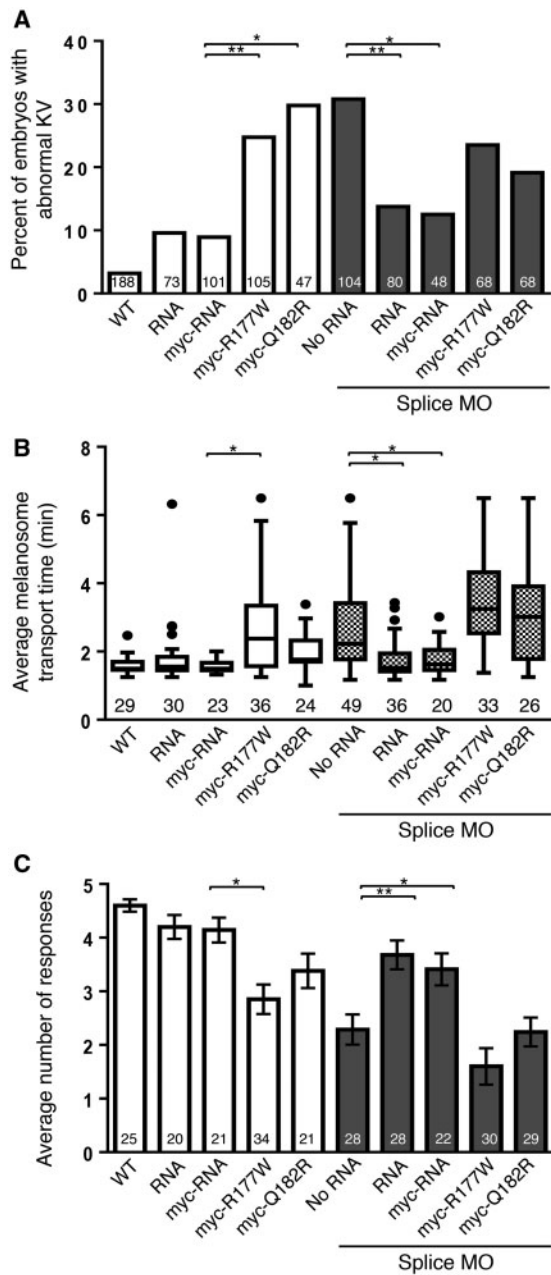 A
Percent of embryos with
abnormal KV
40
30
20
10
0
*
**
*
**
188
73
101
105
47
104
80
48
68
68
WT
RNA
myc-RNA
myc-R177W
myc-Q182R
No RNA
RNA
myc-RNA
myc-R177W
myc-Q182R
Splice MO
B
Average melanosome
transport time (min)
8
6
4
2
0
*
*
*
29
30
23
36
24
49
36
20
33
26
WT
RNA
myc-RNA
myc-R177W
myc-Q182R
No RNA
RNA
myc-RNA
myc-R177W
myc-Q182R
Splice MO
C
Average number of responses
5
4
3
2
1
0
*
*
**
25
20
21
34
21
28
28
22
30
29
WT
RNA
myc-RNA
myc-R177W
myc-Q182R
No RNA
RNA
myc-RNA
myc-R177W
myc-Q182R
Splice MO